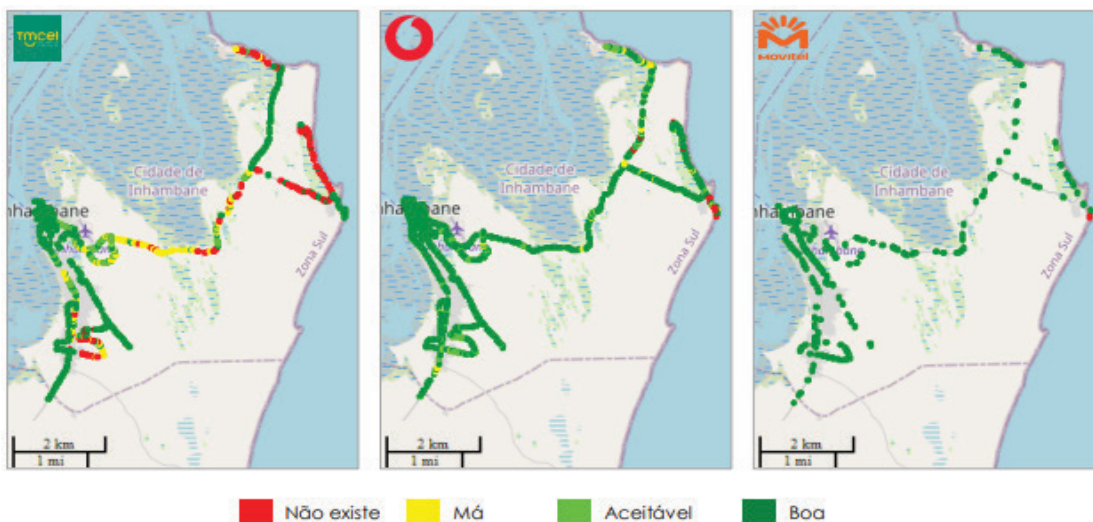 Tmcel
Movitel
Cidade de
Inhambane
nhambane
Zona Sul
2 km
1 mi
Cidade de
Inhambane
Inhambane
Zona Sul
2 km
1 mi
Cidade de
Inhambane
Inhambane
Zona Sul
2 km
1 mi
Não existe
Má
Aceitável
Boa